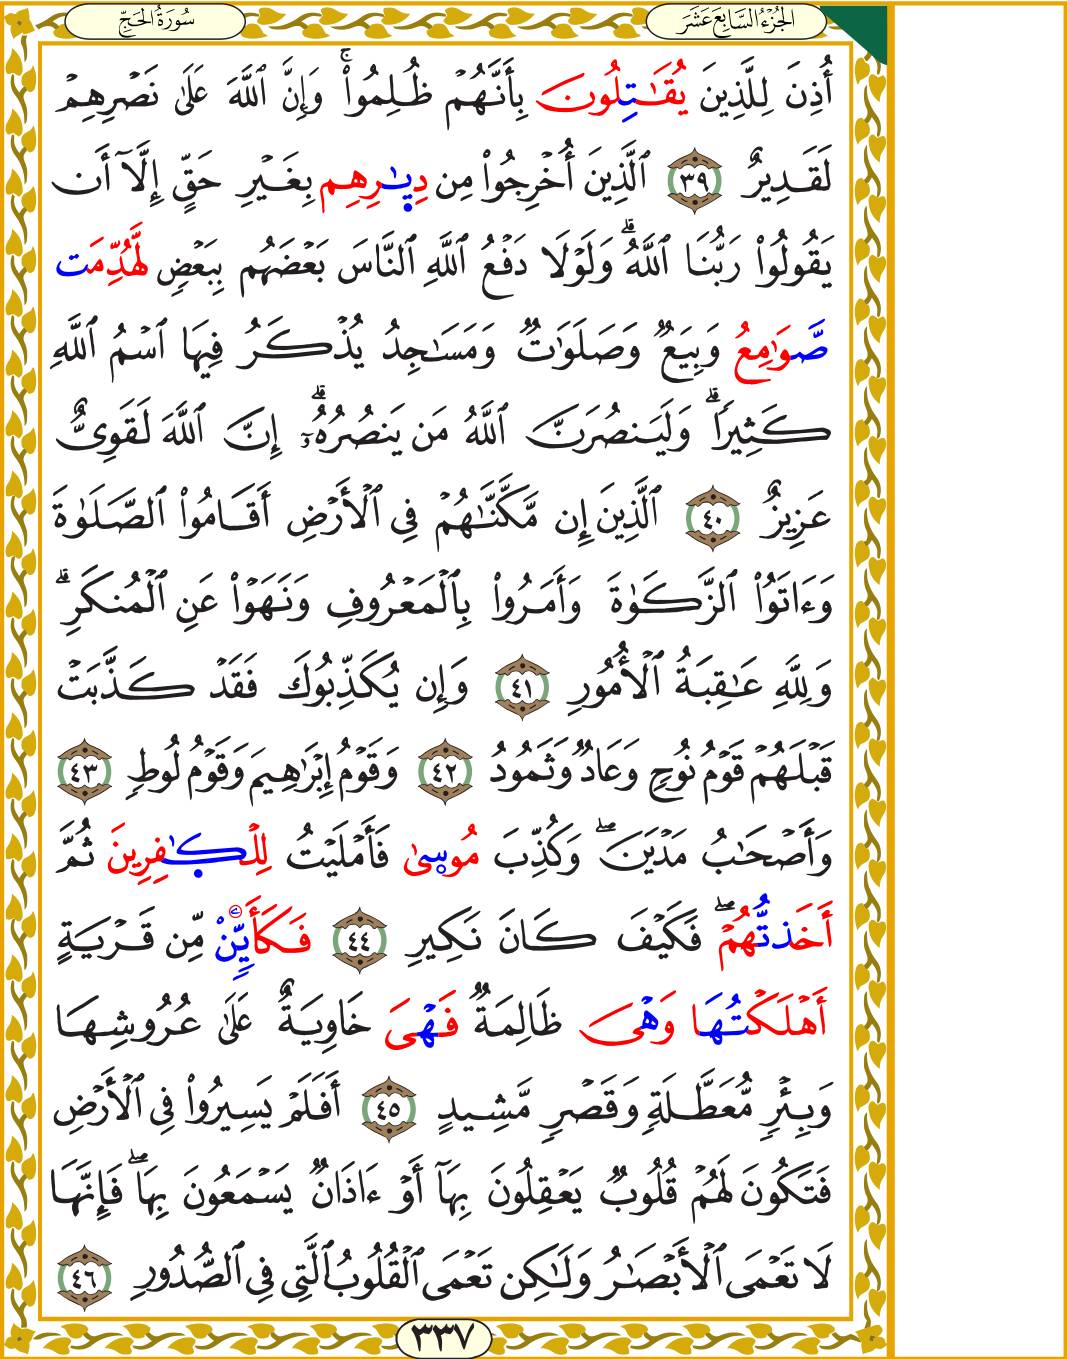 الجُزْءُ السَّابِعَ عَشَرَ
سُورَةُ الحَجِّ
أُذِنَ لِلَّذِينَ يُقَٰتِلُونَ بِأَنَّهُمْ ظُلِمُوا۟ۚ وَإِنَّ ٱللَّهَ عَلَىٰ نَصْرِهِمْ
لَقَدِيرٌ ٣٩ ٱلَّذِينَ أُخْرِجُوا۟ مِن دِيَٰرِهِم بِغَيْرِ حَقٍّ إِلَّآ أَن
يَقُولُوا۟ رَبُّنَا ٱللَّهُۗ وَلَوْلَا دَفْعُ ٱللَّهِ ٱلنَّاسَ بَعْضَهُم بِبَعْضٍ لَّهُدِّمَت
صَّوَٰمِعُ وَبِيَعٌ وَصَلَوَٰتٌ وَمَسَٰجِدُ يُذْكَرُ فِيهَا ٱسْمُ ٱللَّهِ
كَثِيرًاۗ وَلَيَنصُرَنَّ ٱللَّهُ مَن يَنصُرُهُۥٓۗ إِنَّ ٱللَّهَ لَقَوِىٌّ
عَزِيزٌ ٤٠ ٱلَّذِينَ إِن مَّكَّنَّٰهُمْ فِى ٱلْأَرْضِ أَقَامُوا۟ ٱلصَّلَوٰةَ
وَءَاتَوُا۟ ٱلزَّكَوٰةَ وَأَمَرُوا۟ بِٱلْمَعْرُوفِ وَنَهَوْا۟ عَنِ ٱلْمُنكَرِۗ
وَلِلَّهِ عَٰقِبَةُ ٱلْأُمُورِ ٤١ وَإِن يُكَذِّبُوكَ فَقَدْ كَذَّبَتْ
قَبْلَهُمْ قَوْمُ نُوحٍ وَعَادٌ وَثَمُودُ ٤٢ وَقَوْمُ إِبْرَٰهِيمَ وَقَوْمُ لُوطٍ ٤٣
وَأَصْحَٰبُ مَدْيَنَۖ وَكُذِّبَ مُوسَىٰ فَأَمْلَيْتُ لِلْكَٰفِرِينَ ثُمَّ
أَخَذتُّهُمْۖ فَكَيْفَ كَانَ نَكِيرِ ٤٤ فَكَأَيِّنْ مِّن قَرْيَةٍ
أَهْلَكْتُهَا وَهْىَ ظَالِمَةٌ فَهْىَ خَاوِيَةٌ عَلَىٰ عُرُوشِهَا
وَبِئْرٍ مُّعَطَّلَةٍ وَقَصْرٍ مَّشِيدٍ ٤٥ أَفَلَمْ يَسِيرُوا۟ فِى ٱلْأَرْضِ
فَتَكُونَ لَهُمْ قُلُوبٌ يَعْقِلُونَ بِهَآ أَوْ ءَاذَانٌ يَسْمَعُونَ بِهَاۖ فَإِنَّهَا
لَا تَعْمَى ٱلْأَبْصَٰرُ وَلَٰكِن تَعْمَى ٱلْقُلُوبُ ٱلَّتِى فِى ٱلصُّدُورِ ٤٦
٣٣٧